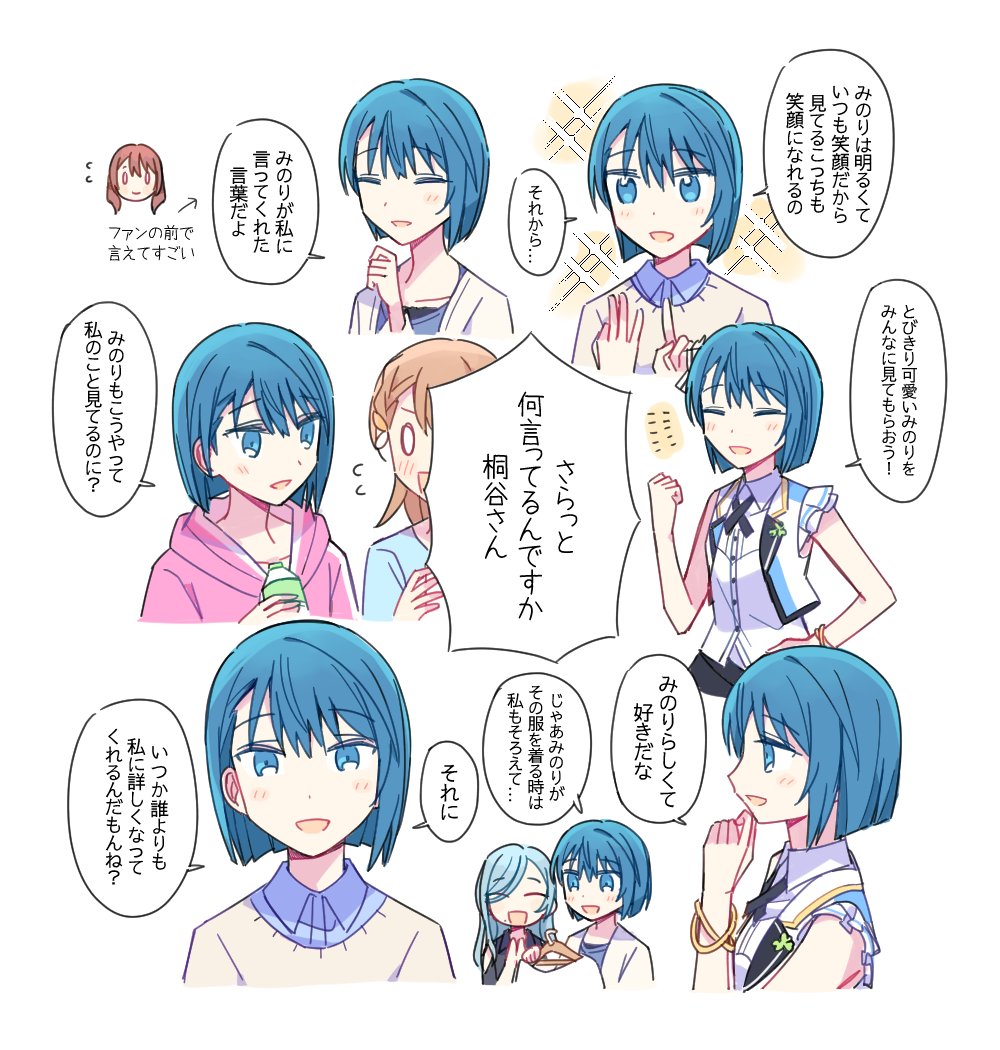 みのりは明るくて
いつも笑顔だから
見てるこっちも
笑顔になれるの
それから…
みのりが私に
言ってくれた
言葉だよ
ファンの前で
言えてすごい
とびきり可愛いみのりを
みんなに見てもらおう!
さらっと
何言ってるんですか
桐谷さん
みのりもこうやって
私のこと見てるのに?
みのりらしくて
好きだな
じゃあみのりが
その服を着る時は
私もそろえて…
それに
いつか誰よりも
私に詳しくなって
くれるんだもんね?